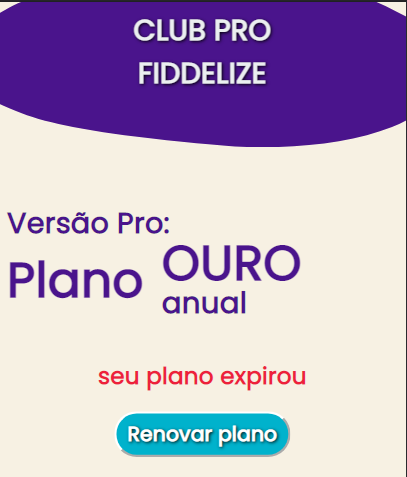 CLUB PRO
FIDDELIZE
Versão Pro:
Plano OURO
anual
seu plano expirou
Renovar plano